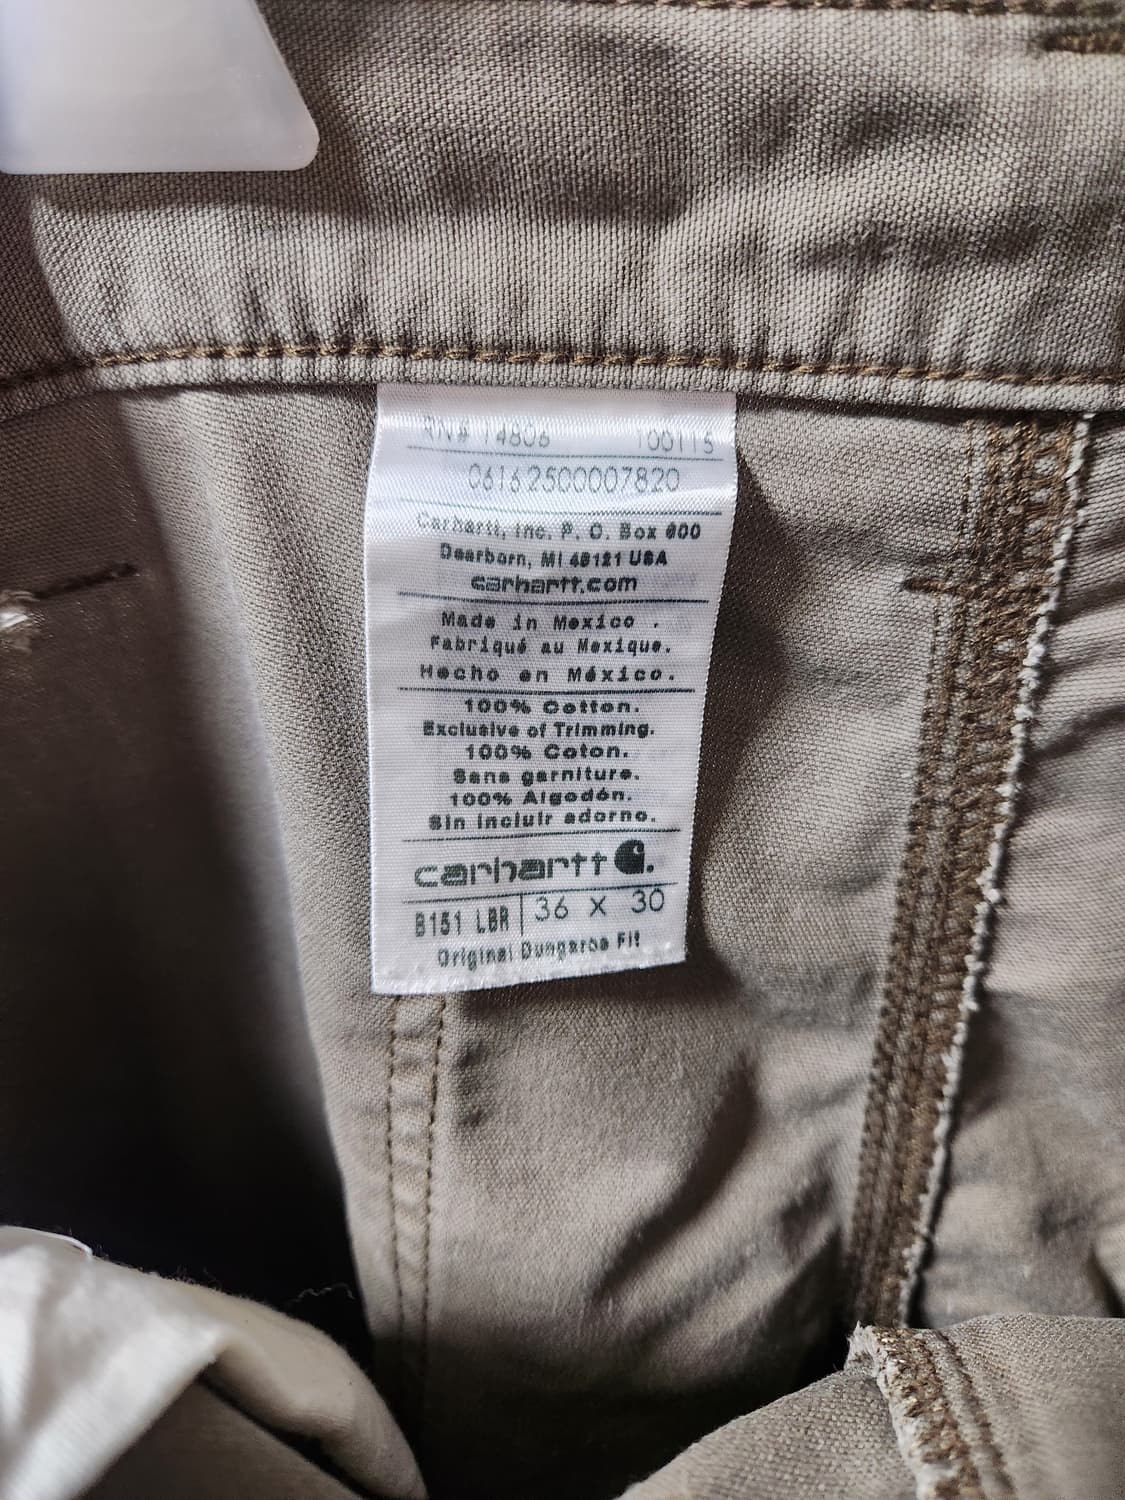 RN# 14806 100115
06162500007820
Carhartt, Inc. P. O. Box 600
Dearborn, MI 48121 USA
carhartt.com
Made in Mexico .
Fabriqué au Mexique.
Hecho en México.
100% Cotton.
Exclusive of Trimming.
100% Coton.
Sans garniture.
100% Algodón.
Sin incluir adorno.
carhartt
B151 LBR 36 X 30
Original Dungaree Fit